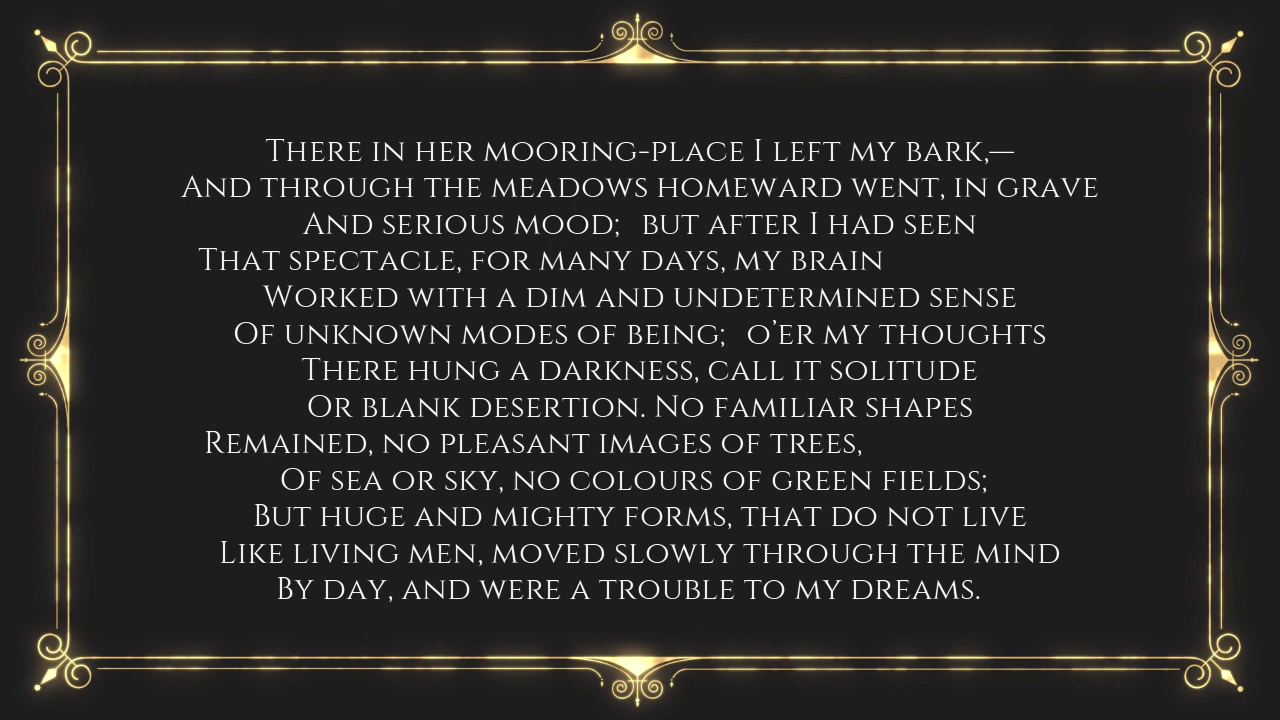 There in her mooring-place I left my bark,—
And through the meadows homeward went, in grave
And serious mood; but after I had seen
That spectacle, for many days, my brain
Worked with a dim and undetermined sense
Of unknown modes of being; o’er my thoughts
There hung a darkness, call it solitude
Or blank desertion. No familiar shapes
Remained, no pleasant images of trees,
Of sea or sky, no colours of green fields;
But huge and mighty forms, that do not live
Like living men, moved slowly through the mind
By day, and were a trouble to my dreams.